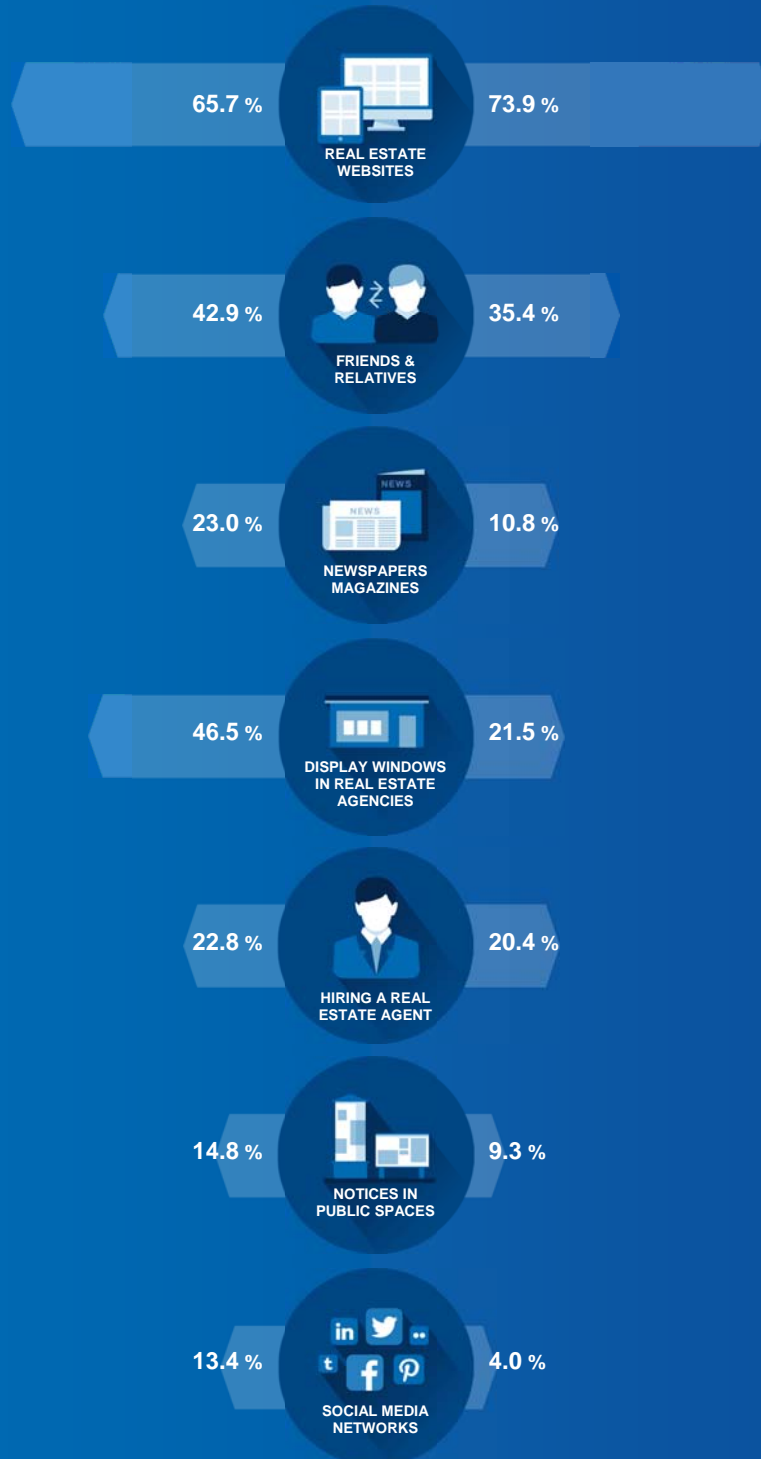 65.7 %
73.9 %
REAL ESTATE
WEBSITES
42.9 %
35.4 %
FRIENDS &
RELATIVES
NEWS
NEWS
23.0 %
10.8 %
NEWSPAPERS
MAGAZINES
46.5 %
21.5 %
DISPLAY WINDOWS
IN REAL ESTATE
AGENCIES
22.8 %
20.4 %
HIRING A REAL
ESTATE AGENT
14.8 %
9.3 %
NOTICES IN
PUBLIC SPACES
in
t
f
13.4 %
4.0 %
SOCIAL MEDIA
NETWORKS